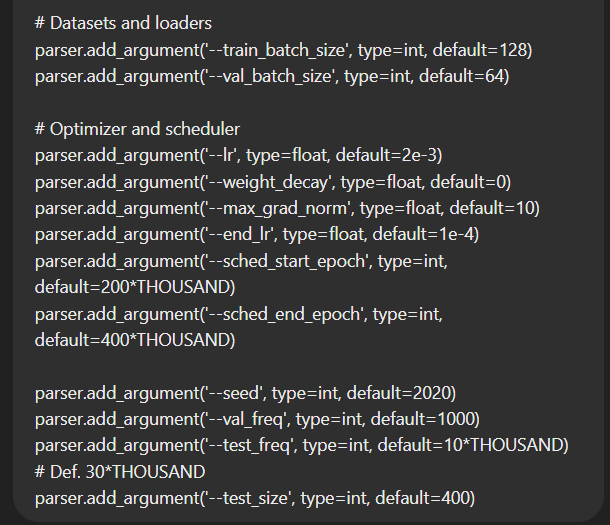 # Datasets and loaders
parser.add_argument('--train_batch_size', type=int, default=128)
parser.add_argument('--val_batch_size', type=int, default=64)
# Optimizer and scheduler
parser.add_argument('--lr', type=float, default=2e-3)
parser.add_argument('--weight_decay', type=float, default=0)
parser.add_argument('--max_grad_norm', type=float, default=10)
parser.add_argument('--end_lr', type=float, default=1e-4)
parser.add_argument('--sched_start_epoch', type=int,
default=200*THOUSAND)
parser.add_argument('--sched_end_epoch', type=int,
default=400*THOUSAND)
parser.add_argument('--seed', type=int, default=2020)
parser.add_argument('--val_freq', type=int, default=1000)
parser.add_argument('--test_freq', type=int, default=10*THOUSAND)
# Def. 30*THOUSAND
parser.add_argument('--test_size', type=int, default=400)